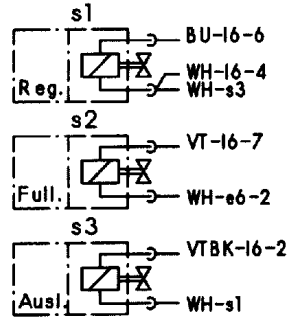 s1
BU-16-6
WH-16-4
Reg.
WH-s3
s2
VT-16-7
Full.
WH-e6-2
s3
VTBK-16-2
Ausl.
WH-s1